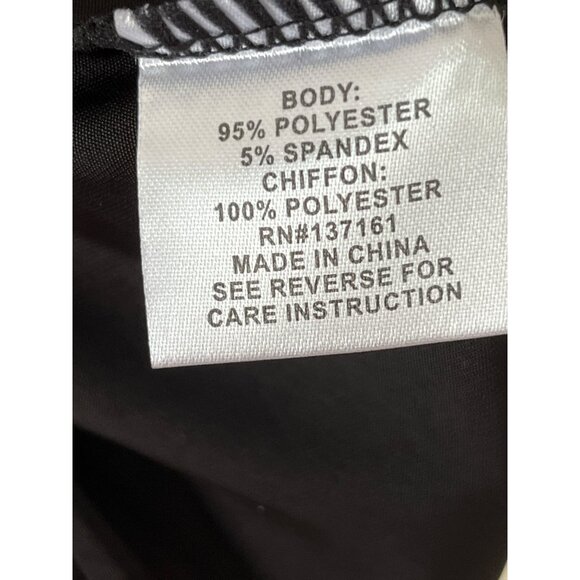 BODY:
95% POLYESTER
5% SPANDEX
CHIFFON:
100% POLYESTER
RN#137161
MADE IN CHINA
SEE REVERSE FOR
CARE INSTRUCTION